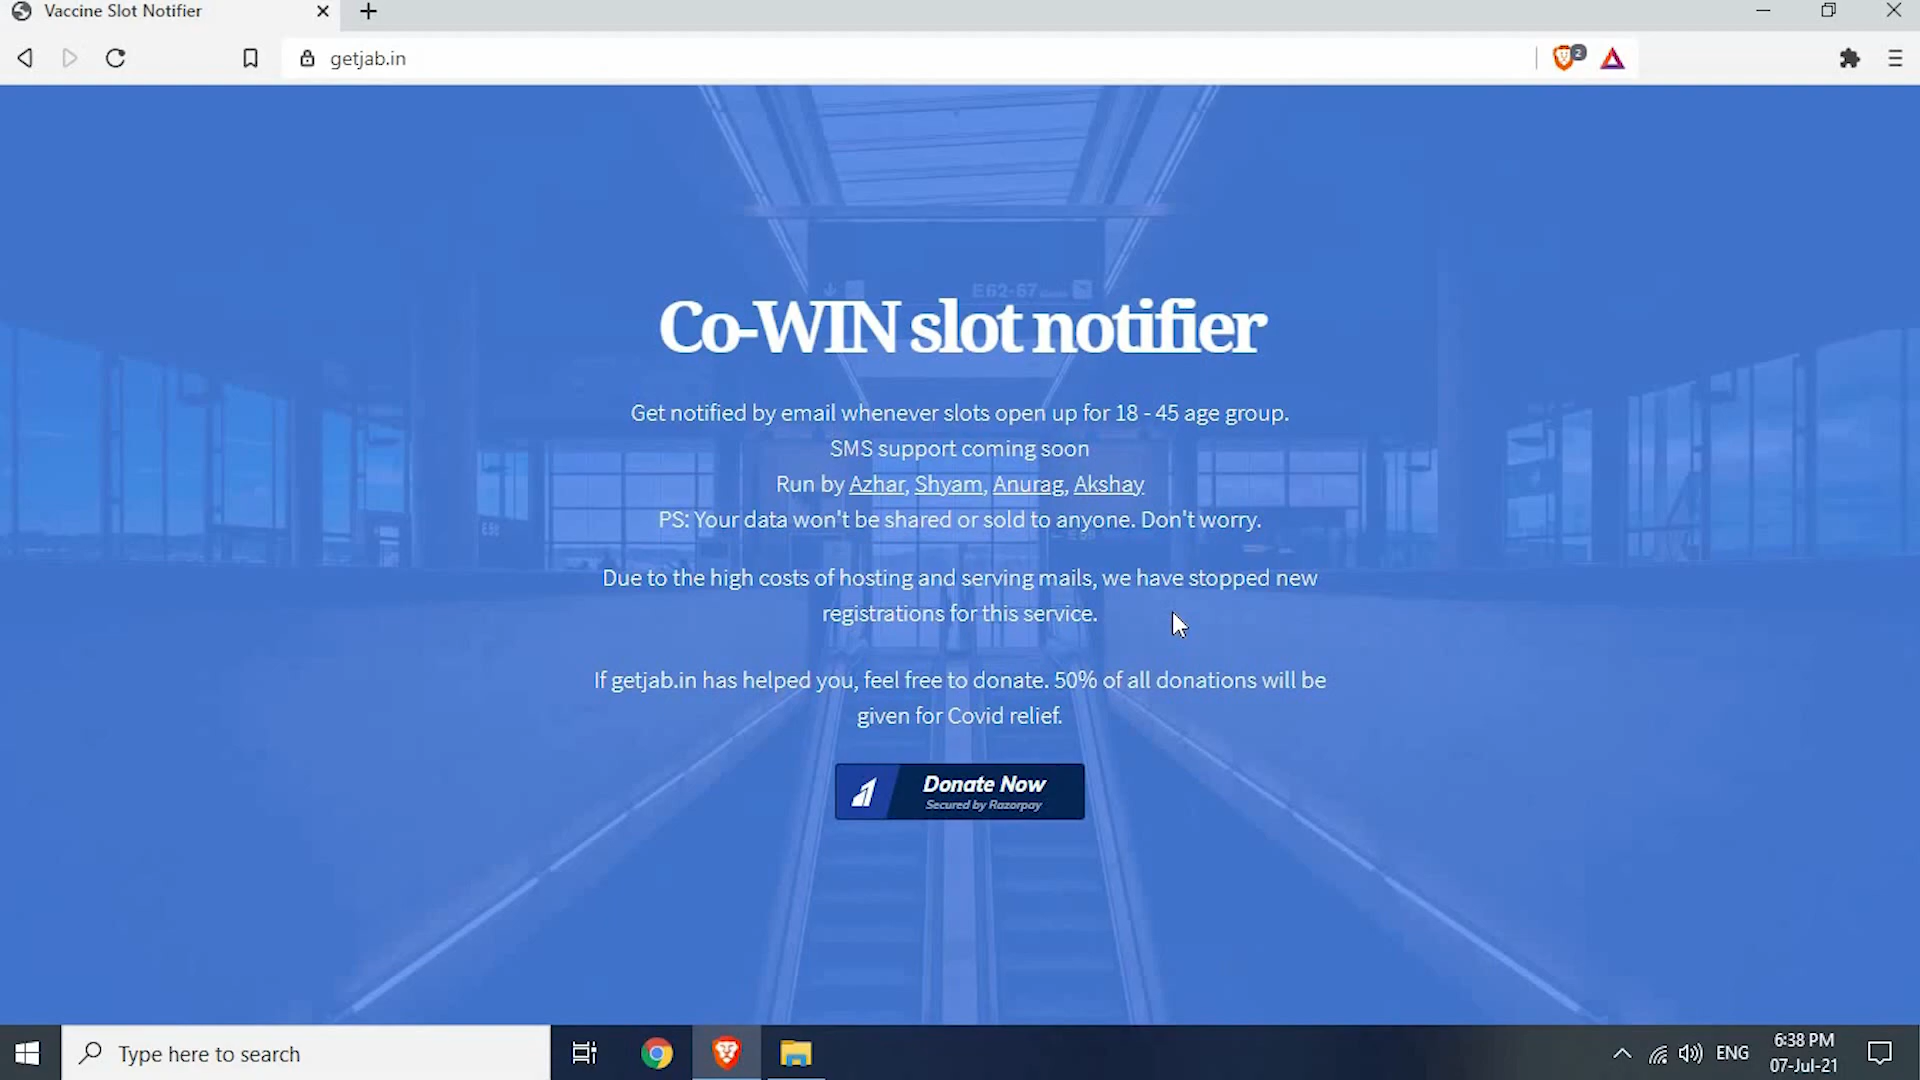 Vaccine Slot Notifier
getjab.in
2
E62-67
Co-WIN slot notifier
Get notified by email whenever slots open up for 18 - 45 age group.
SMS support coming soon
Run by Azhar, Shyam, Anurag, Akshay
PS: Your data won't be shared or sold to anyone. Don't worry.
Due to the high costs of hosting and serving mails, we have stopped new
registrations for this service.
If getjab.in has helped you, feel free to donate. 50% of all donations will be
given for Covid relief.
Donate Now
Secured by Razorpay
Type here to search
ENG
6:38 PM
07-Jul-21